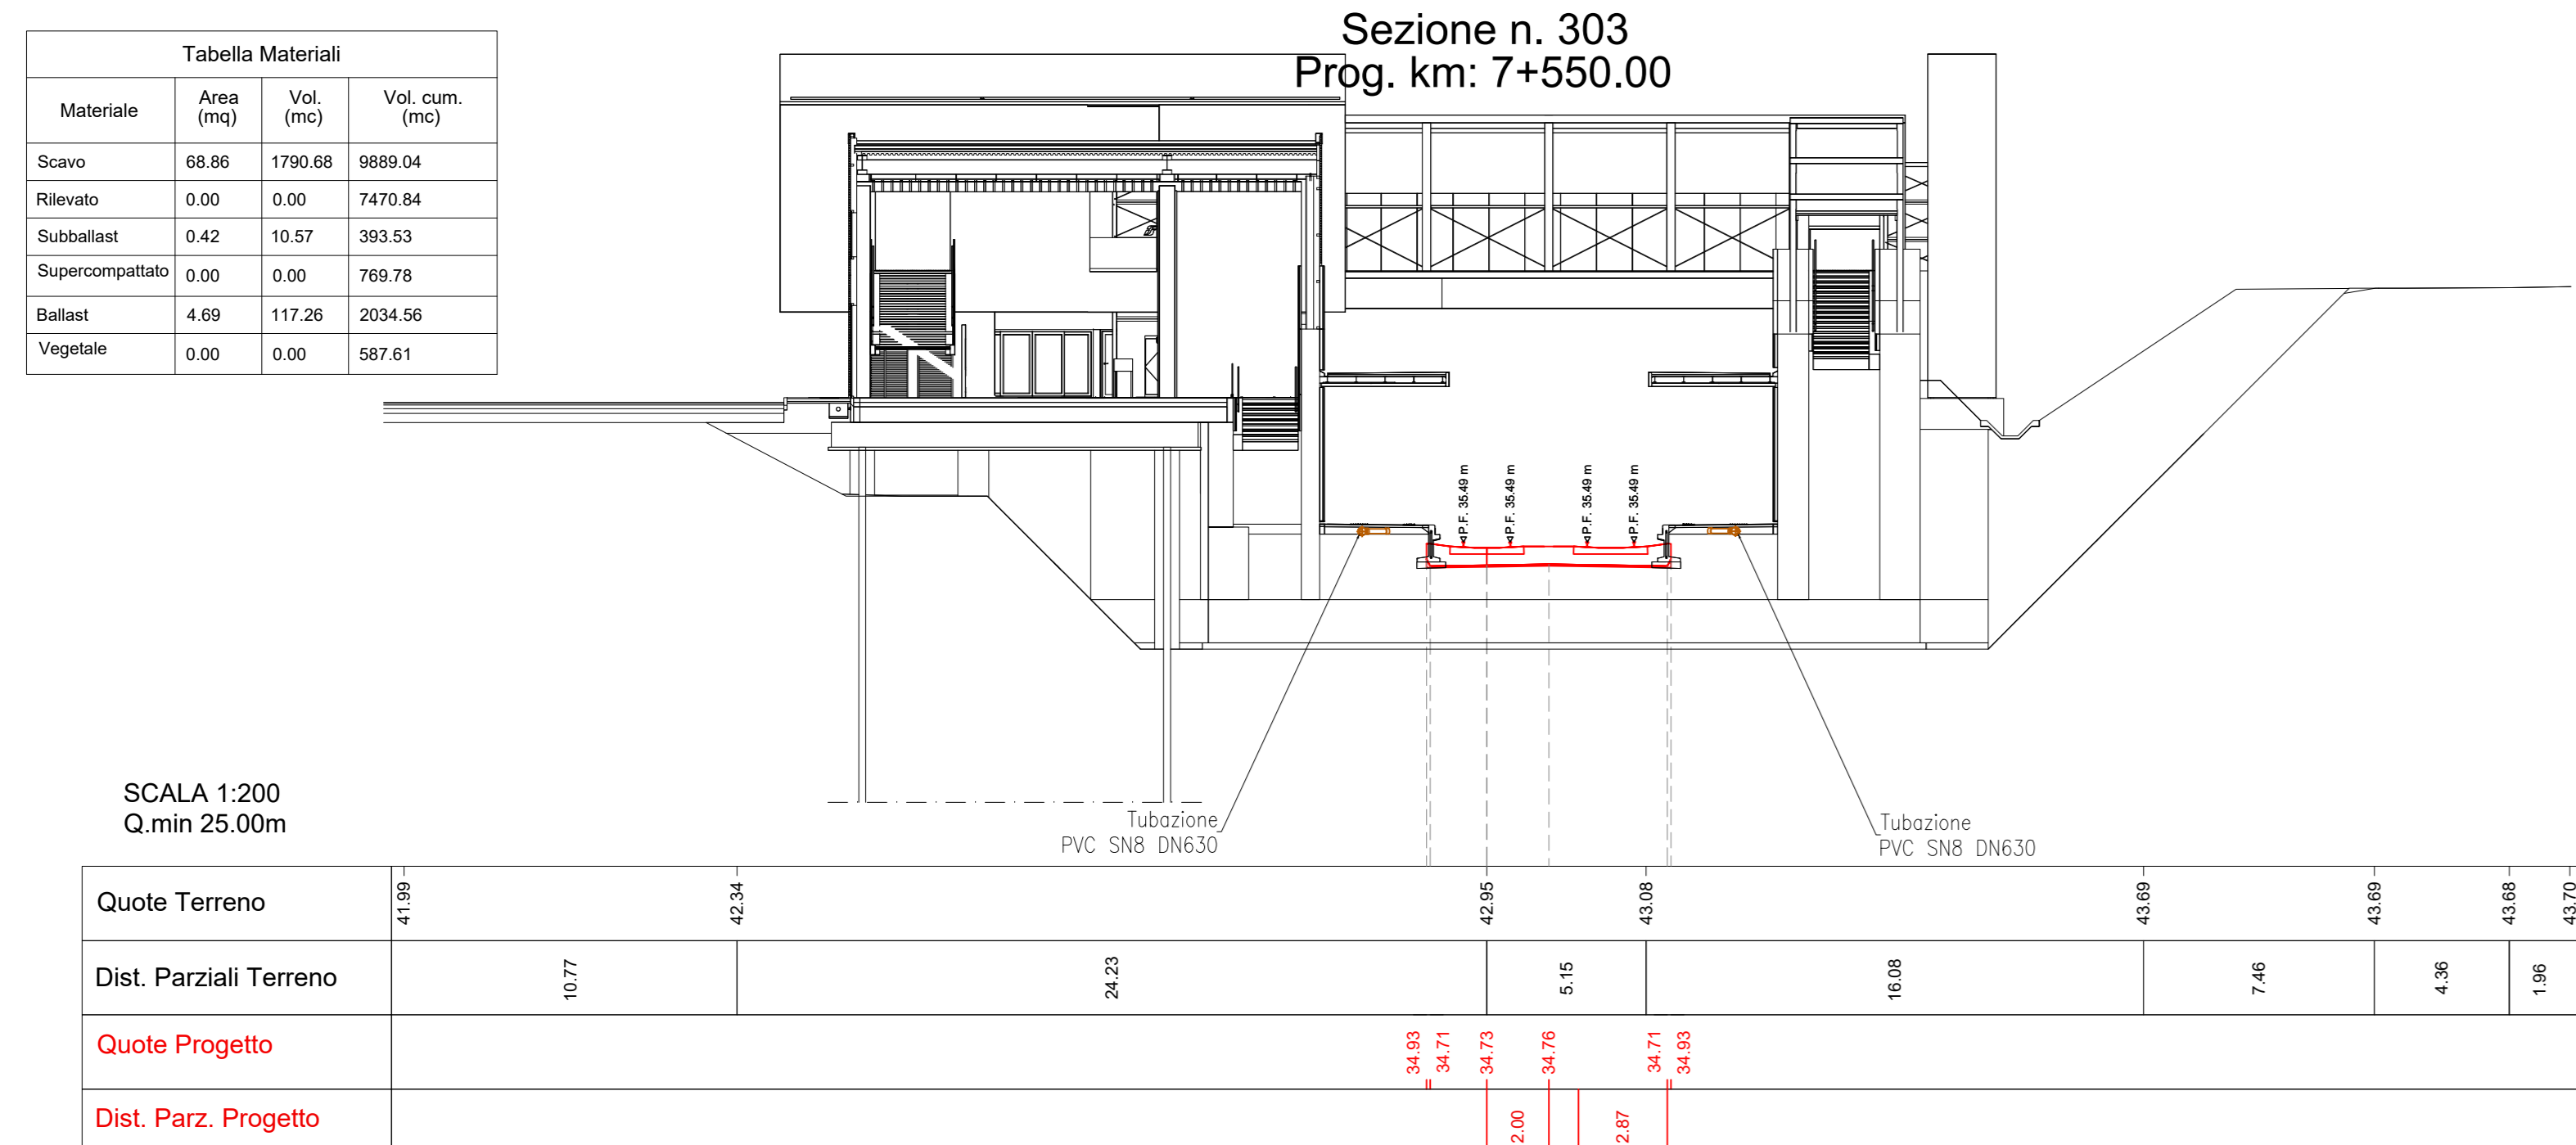 Sezione n. 303
Prog. km: 7+550.00
Tabella Materiali
Materiale Area (mq) Vol. (mc) Vol. cum. (mc)
Scavo 68.86 1790.68 9889.04
Rilevato 0.00 0.00 7470.84
Subballast 0.42 10.57 393.53
Supercompattato 0.00 0.00 769.78
Ballast 4.69 117.26 2034.56
Vegetale 0.00 0.00 587.61
P.F. 35.49 m
P.F. 35.49 m
P.F. 35.49 m
P.F. 35.49 m
SCALA 1:200
Q.min 25.00m
Tubazione
PVC SN8 DN630
Tubazione
PVC SN8 DN630
Quote Terreno 41.99 42.34 42.95 43.08 43.69 43.69 43.68 43.70
Dist. Parziali Terreno 10.77 24.23 5.15 16.08 7.46 4.36 1.96
Quote Progetto 34.93 34.71 34.73 34.76 34.71 34.93
Dist. Parz. Progetto 2.00 2.87